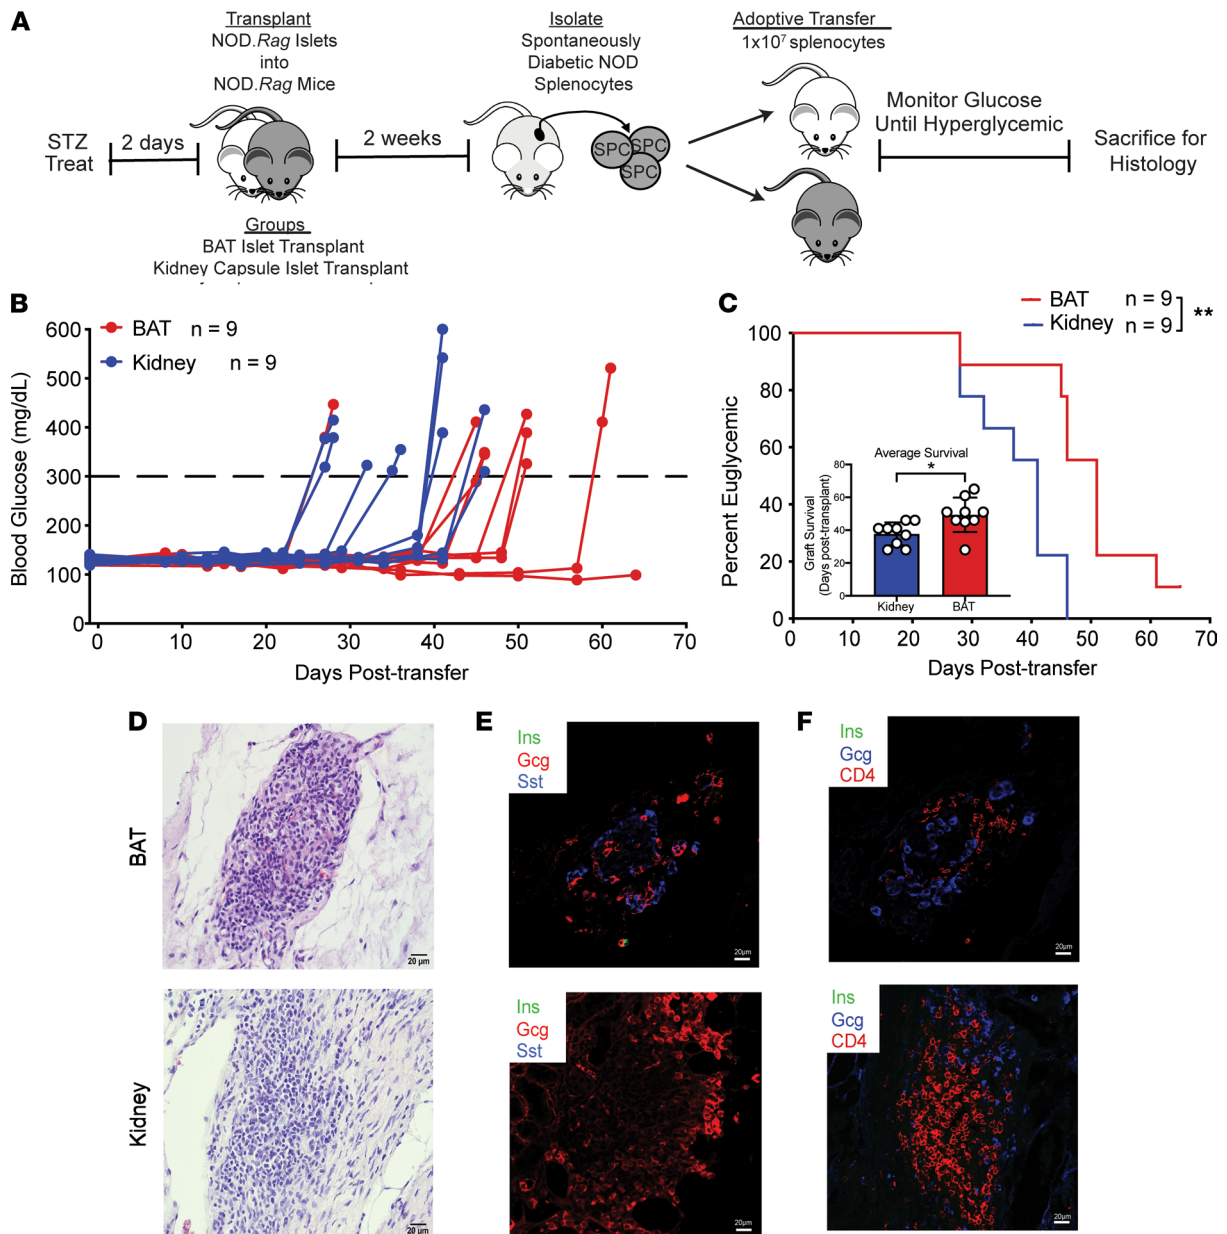 A
Transplant
NOD.Rag Islets
into
NOD.Rag Mice
Isolate
Spontaneously
Diabetic NOD
Splenocytes
Adoptive Transfer
1x10⁷ splenocytes
STZ
Treat
2 days
2 weeks
SPC
SPC
SPC
Monitor Glucose
Until Hyperglycemic
Sacrifice for
Histology
Groups
BAT Islet Transplant
Kidney Capsule Islet Transplant
B
BAT n = 9
Kidney n = 9
Blood Glucose (mg/dL)
600
500
400
300
200
100
0
0 10 20 30 40 50 60 70
Days Post-transfer
C
BAT n = 9
Kidney n = 9
**
Percent Euglycemic
100
80
60
40
20
0
0 10 20 30 40 50 60 70
Days Post-transfer
Average Survival
*
Graft Survival
(Days post-transplant)
80
60
40
20
0
Kidney BAT
D
BAT
20 µm
Kidney
20 µm
E
Ins
Gcg
Sst
20µm
Ins
Gcg
Sst
20µm
F
Ins
Gcg
CD4
20µm
Ins
Gcg
CD4
20µm